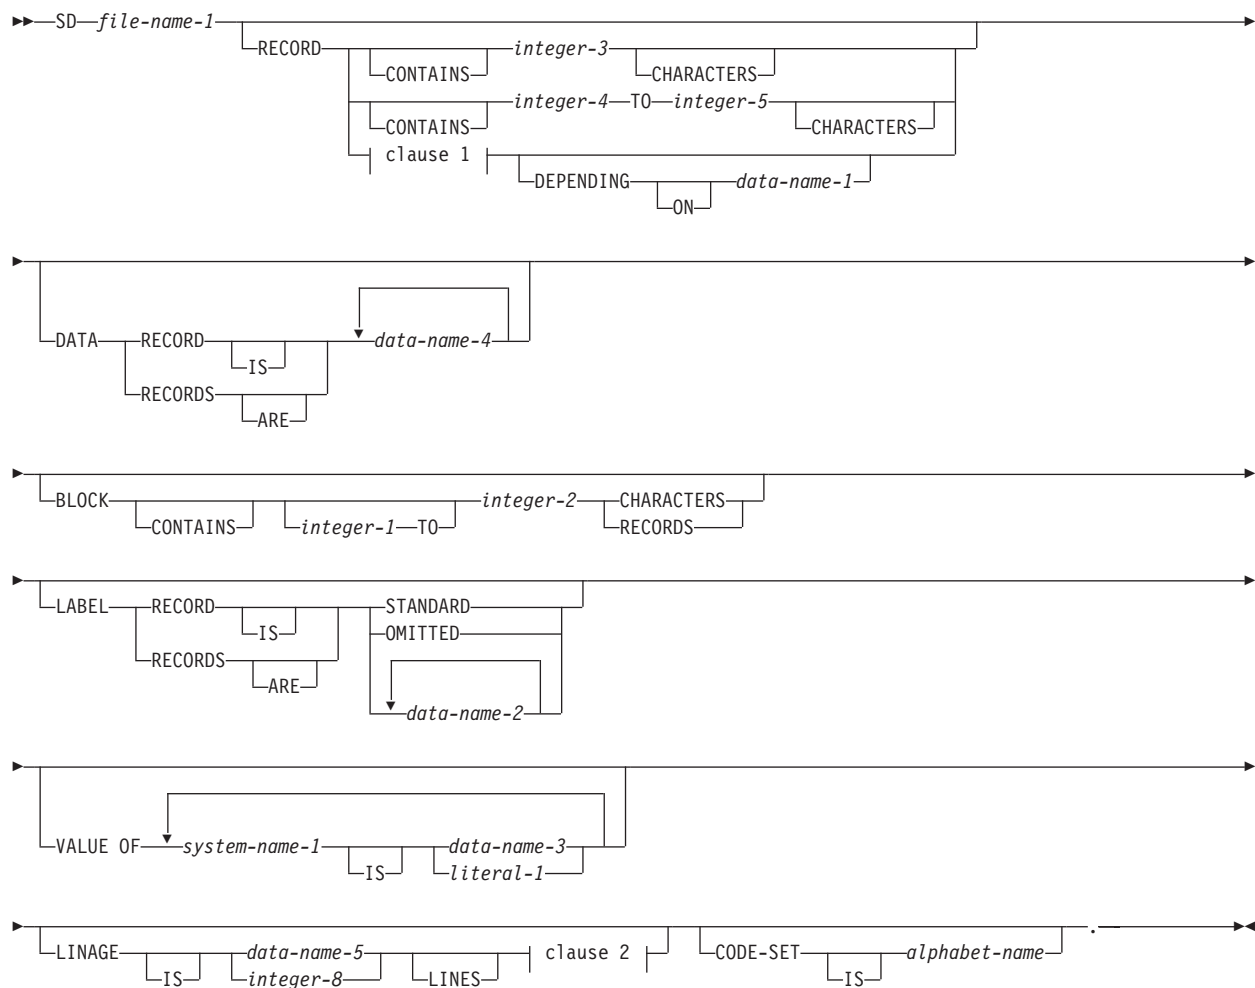 SD file-name-1
RECORD
CONTAINS integer-3 CHARACTERS
CONTAINS integer-4 TO integer-5 CHARACTERS
clause 1
DEPENDING ON data-name-1
DATA RECORD IS data-name-4
RECORDS ARE
BLOCK CONTAINS integer-1 TO integer-2 CHARACTERS
RECORDS
LABEL RECORD IS STANDARD
RECORDS ARE OMITTED
data-name-2
VALUE OF system-name-1 IS data-name-3
literal-1
LINAGE IS data-name-5 LINES clause 2 CODE-SET IS alphabet-name .
integer-8